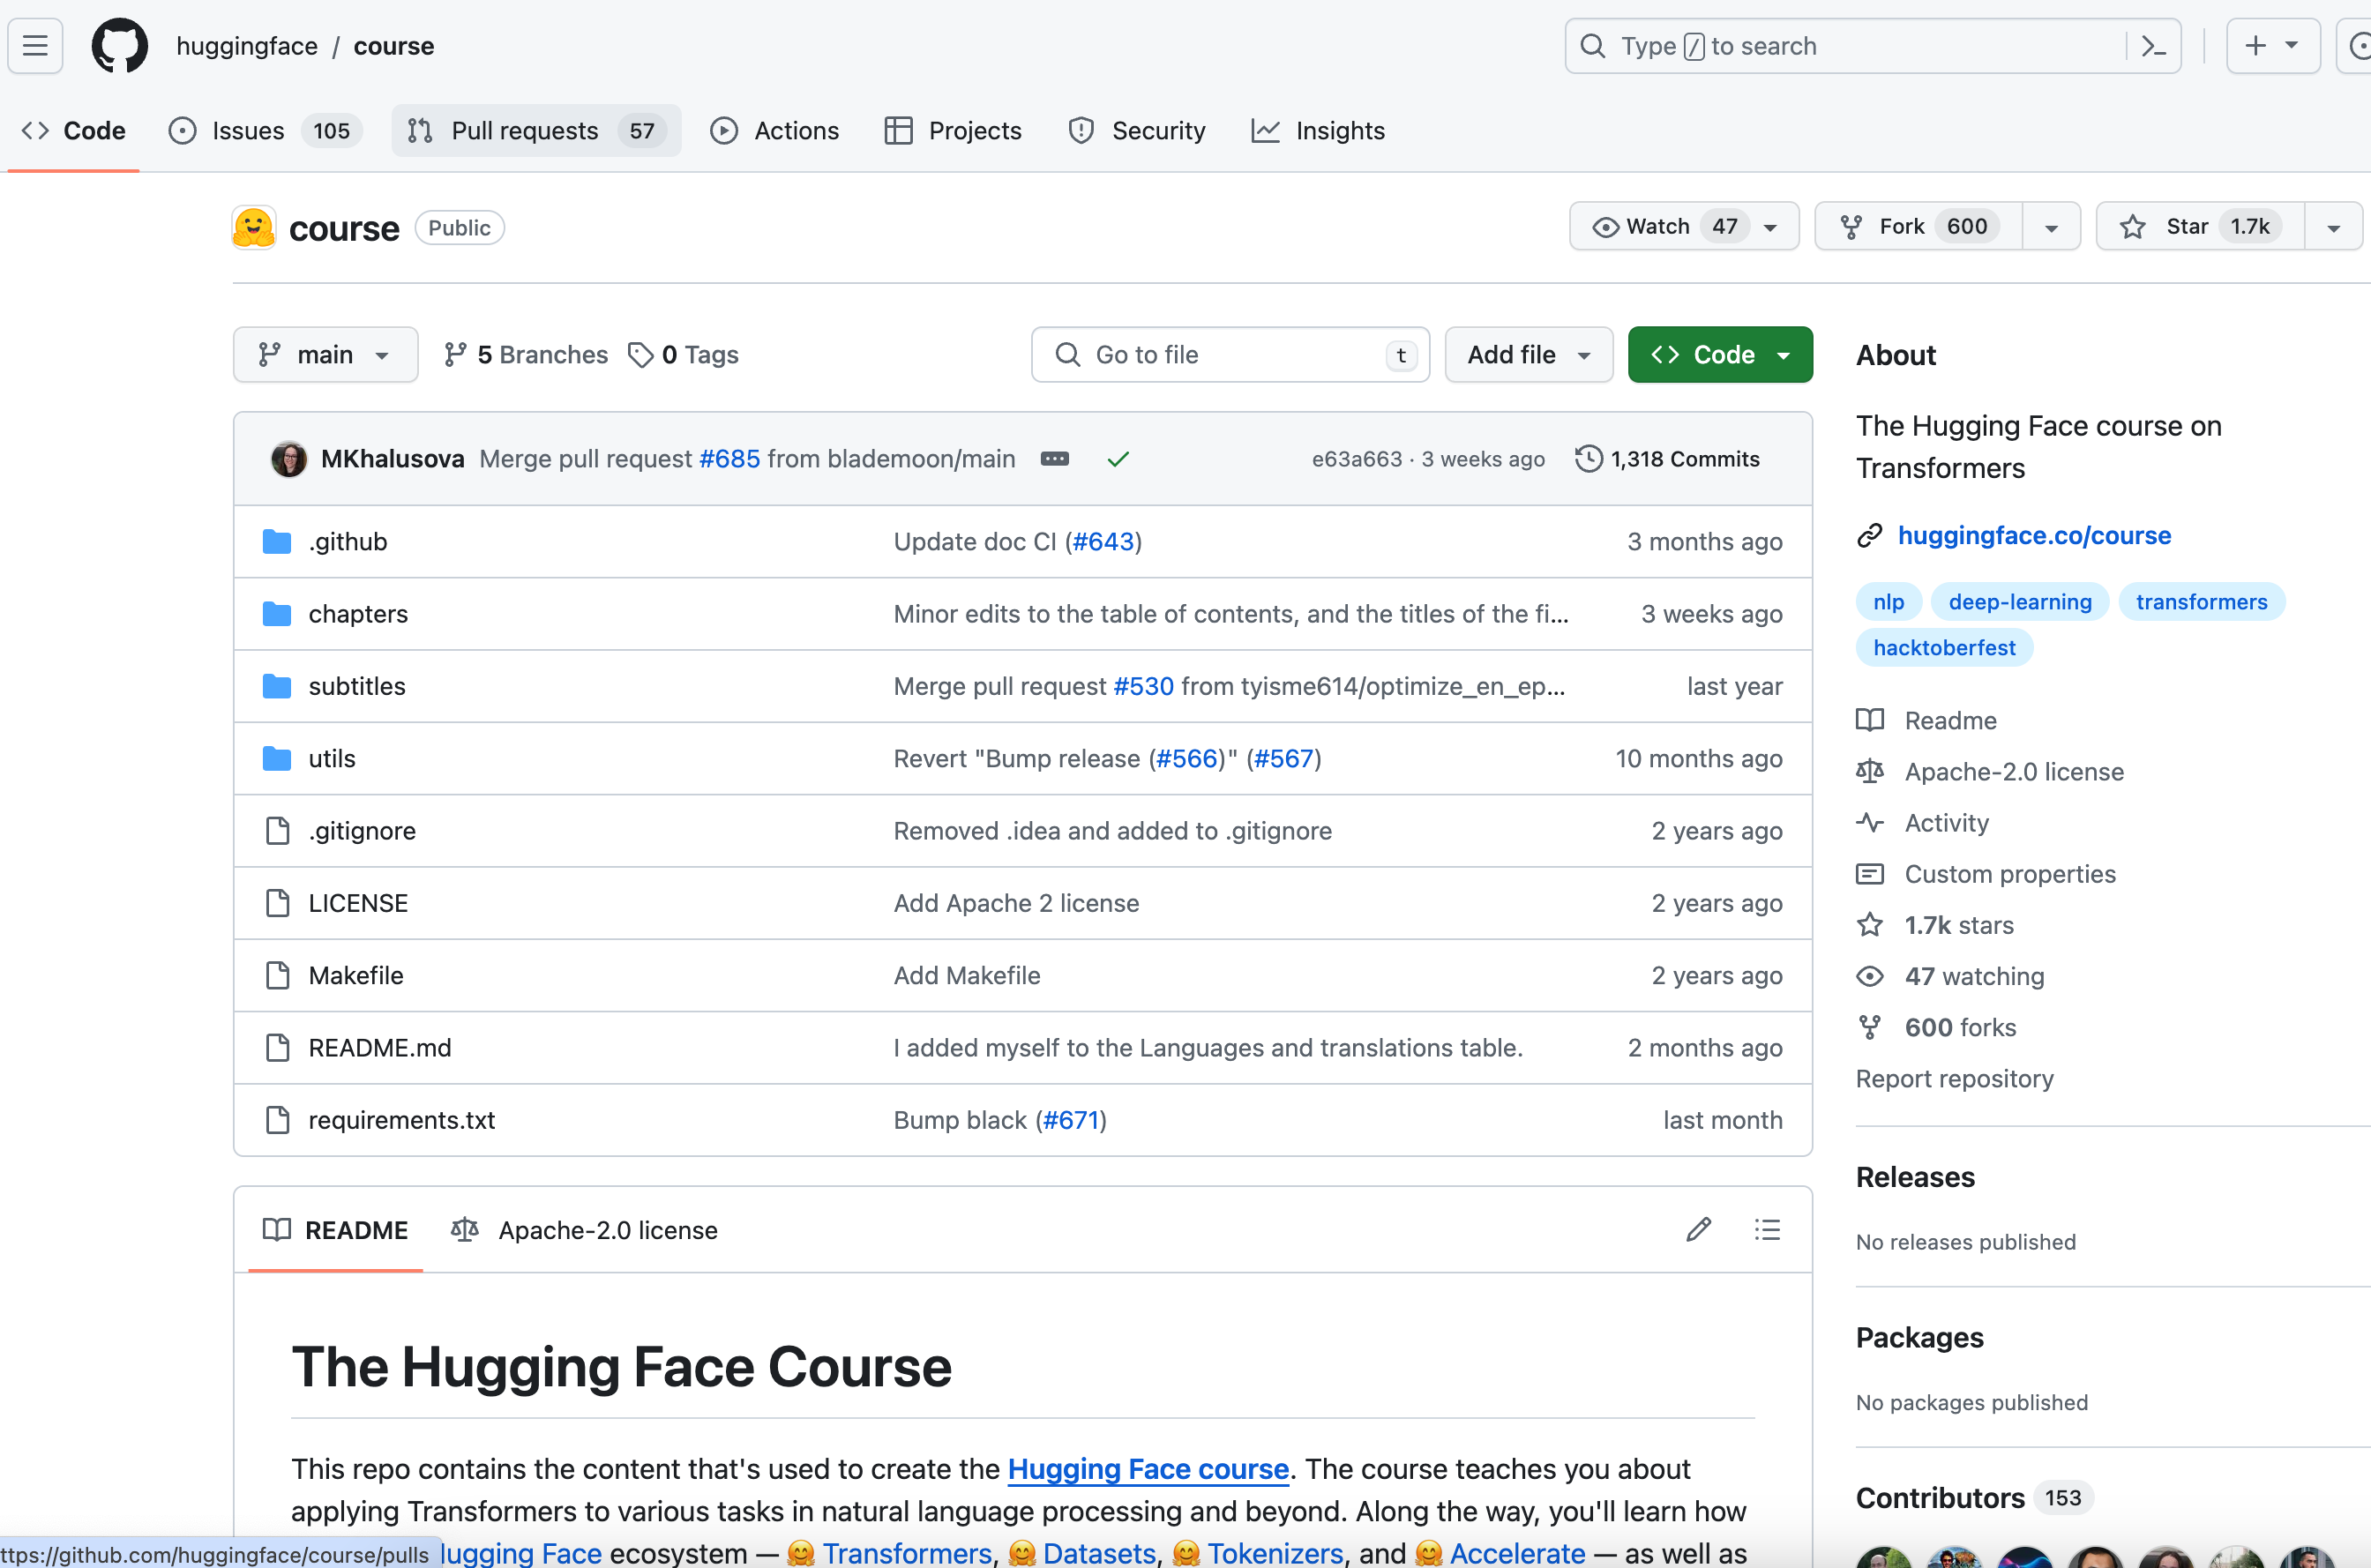 huggingface / course
Type / to search
Code
Issues 105
Pull requests 57
Actions
Projects
Security
Insights
course Public
Watch 47
Fork 600
Star 1.7k
main
5 Branches
0 Tags
Go to file t
Add file
Code
MKhalusova Merge pull request #685 from blademoon/main
e63a663 · 3 weeks ago
1,318 Commits
.github Update doc CI (#643) 3 months ago
chapters Minor edits to the table of contents, and the titles of the fi... 3 weeks ago
subtitles Merge pull request #530 from tyisme614/optimize_en_ep... last year
utils Revert "Bump release (#566)" (#567) 10 months ago
.gitignore Removed .idea and added to .gitignore 2 years ago
LICENSE Add Apache 2 license 2 years ago
Makefile Add Makefile 2 years ago
README.md I added myself to the Languages and translations table. 2 months ago
requirements.txt Bump black (#671) last month
README
Apache-2.0 license
The Hugging Face Course
This repo contains the content that's used to create the Hugging Face course. The course teaches you about
applying Transformers to various tasks in natural language processing and beyond. Along the way, you'll learn how
ttps://github.com/huggingface/course/pulls
Face ecosystem — 🤗 Transformers, 🤗 Datasets, 🤗 Tokenizers, and 🤗 Accelerate — as well as
About
The Hugging Face course on
Transformers
huggingface.co/course
nlp
deep-learning
transformers
hacktoberfest
Readme
Apache-2.0 license
Activity
Custom properties
1.7k stars
47 watching
600 forks
Report repository
Releases
No releases published
Packages
No packages published
Contributors 153